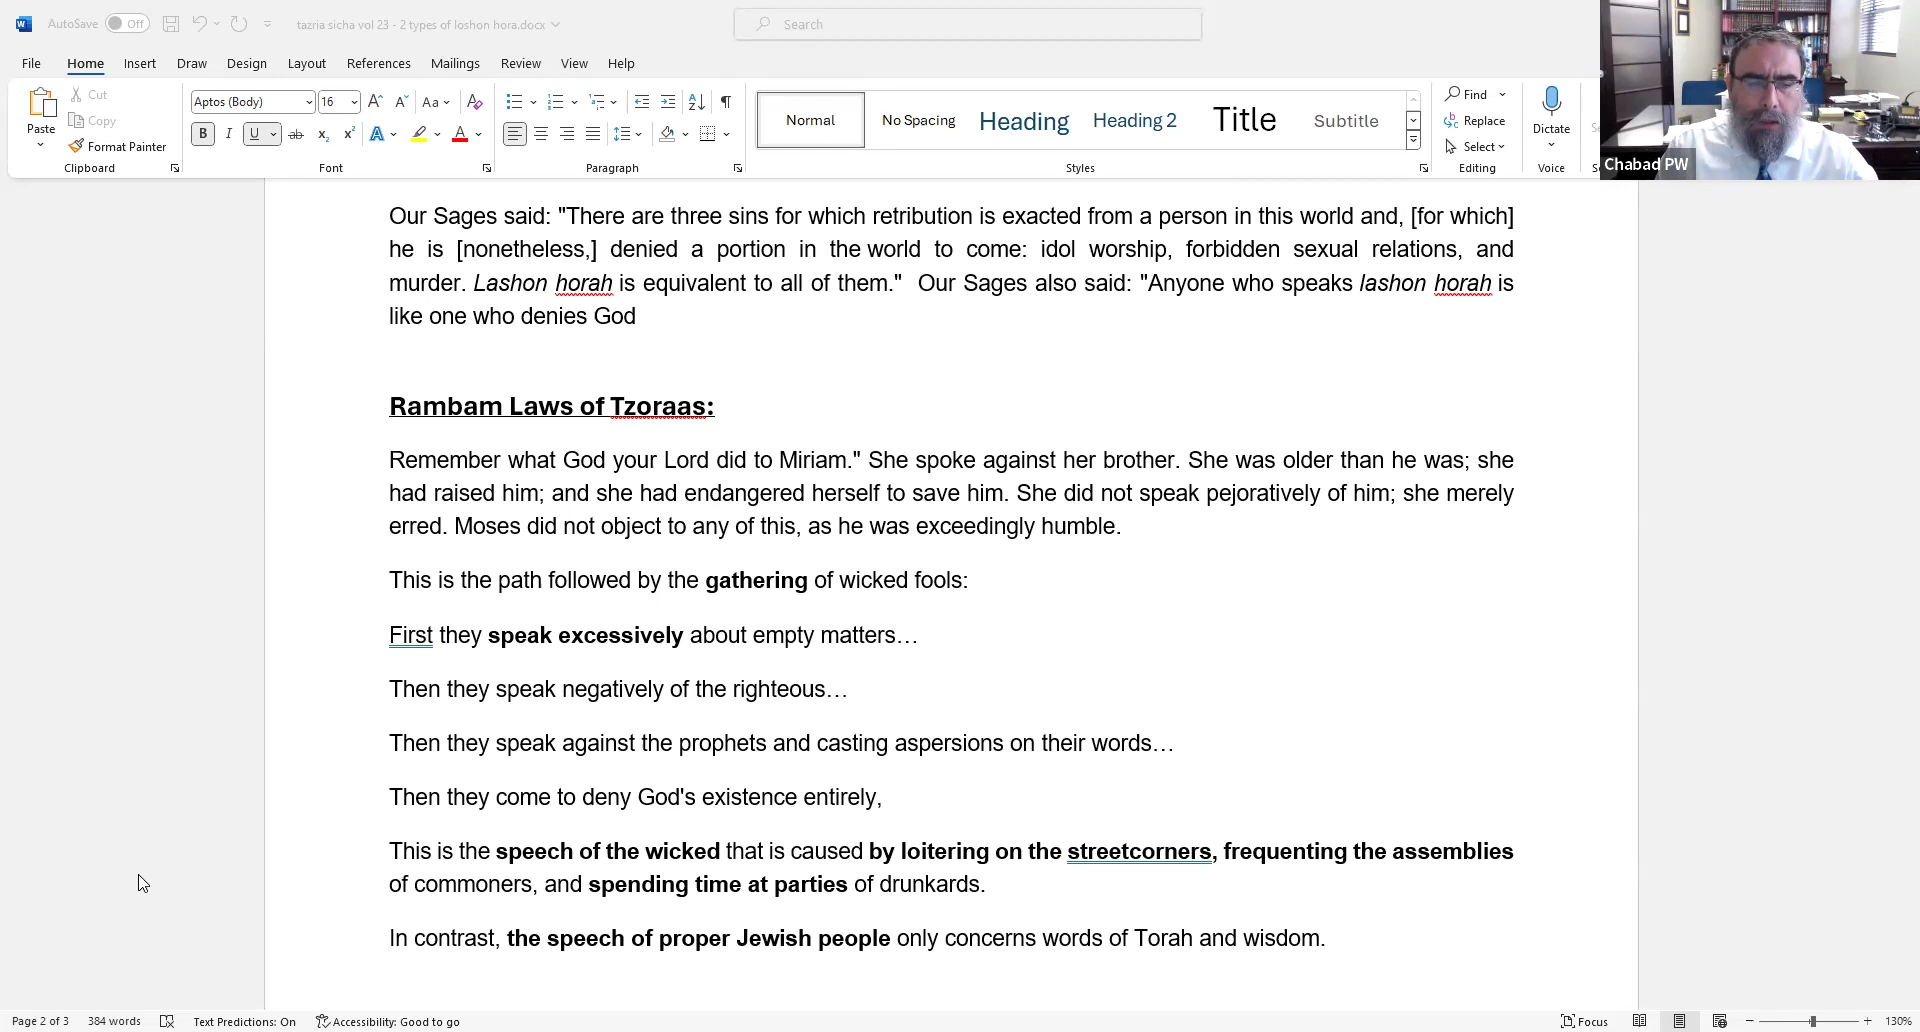 AutoSave Off tazria sicha vol 23 - 2 types of loshon hora.docx Search
File Home Insert Draw Design Layout References Mailings Review View Help
Paste Cut Copy Format Painter Clipboard
Aptos (Body) 16 Aa A
B I U ab x₂ x² A A Font
Paragraph
Normal No Spacing Heading Heading 2 Title Subtitle Styles
Find Replace Select Editing
Dictate Voice
Chabad PW
Our Sages said: "There are three sins for which retribution is exacted from a person in this world and, [for which]
he is [nonetheless,] denied a portion in the world to come: idol worship, forbidden sexual relations, and
murder. Lashon horah is equivalent to all of them." Our Sages also said: "Anyone who speaks lashon horah is
like one who denies God
Rambam Laws of Tzoraas:
Remember what God your Lord did to Miriam." She spoke against her brother. She was older than he was; she
had raised him; and she had endangered herself to save him. She did not speak pejoratively of him; she merely
erred. Moses did not object to any of this, as he was exceedingly humble.
This is the path followed by the gathering of wicked fools:
First they speak excessively about empty matters…
Then they speak negatively of the righteous…
Then they speak against the prophets and casting aspersions on their words…
Then they come to deny God's existence entirely,
This is the speech of the wicked that is caused by loitering on the streetcorners, frequenting the assemblies
of commoners, and spending time at parties of drunkards.
In contrast, the speech of proper Jewish people only concerns words of Torah and wisdom.
Page 2 of 3 384 words Text Predictions: On Accessibility: Good to go Focus 130%